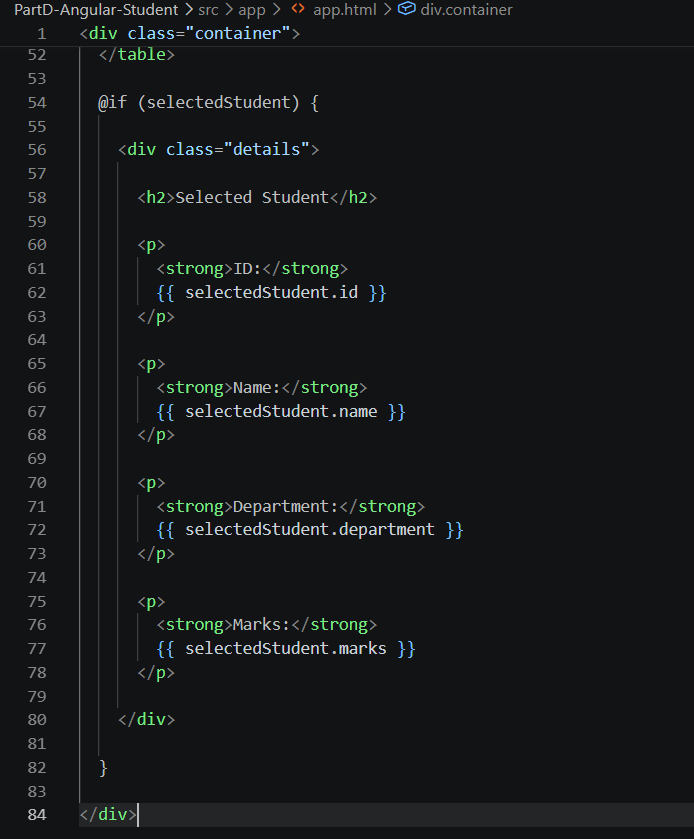 PartD-Angular-Student > src > app > <> app.html > div.container
1 <div class="container">
52 </table>
53
54 @if (selectedStudent) {
55
56 <div class="details">
57
58 <h2>Selected Student</h2>
59
60 <p>
61 <strong>ID:</strong>
62 {{ selectedStudent.id }}
63 </p>
64
65 <p>
66 <strong>Name:</strong>
67 {{ selectedStudent.name }}
68 </p>
69
70 <p>
71 <strong>Department:</strong>
72 {{ selectedStudent.department }}
73 </p>
74
75 <p>
76 <strong>Marks:</strong>
77 {{ selectedStudent.marks }}
78 </p>
79
80 </div>
81
82 }
83
84 </div>